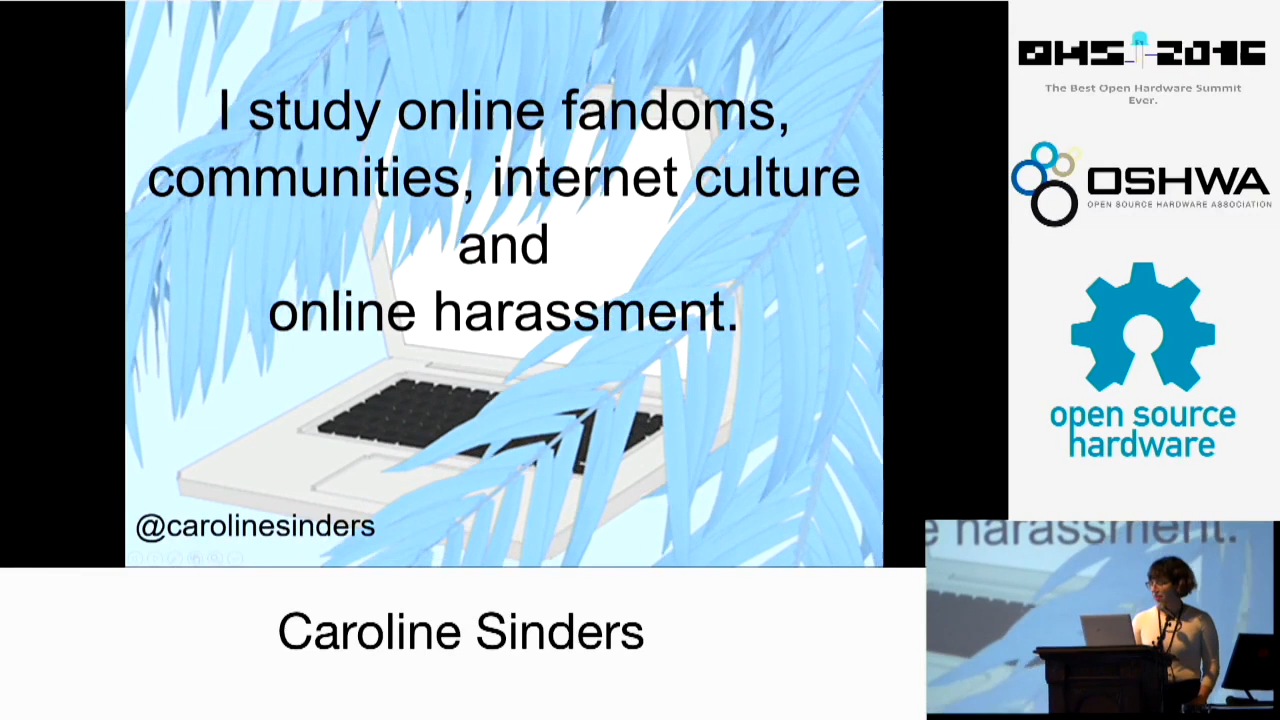 I study online fandoms,
communities, internet culture
and
online harassment.
@carolinesinders
Caroline Sinders
OHS 2016
The Best Open Hardware Summit
Ever.
OSHWA
OPEN SOURCE HARDWARE ASSOCIATION
open source
hardware
e harassment.